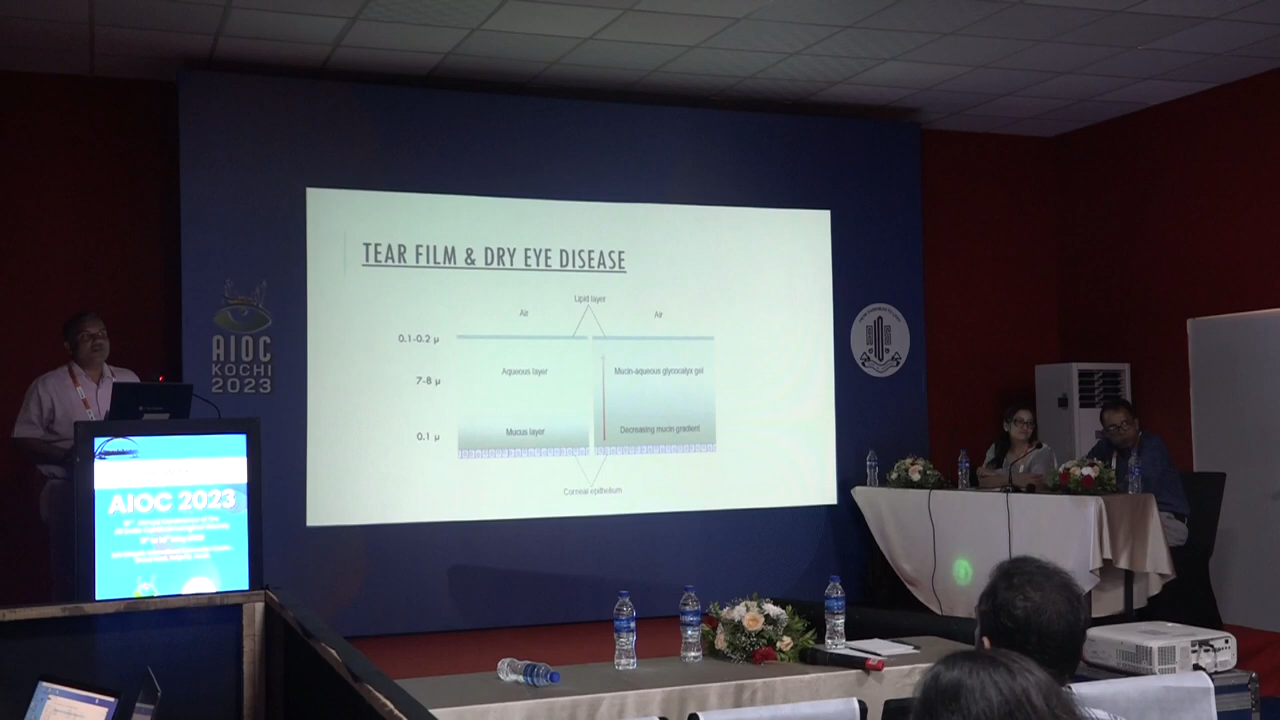 TEAR FILM & DRY EYE DISEASE
Lipid layer
Air
Air
0.1-0.2 µ
7-8 µ
Aqueous layer
Mucin-aqueous glycocalyx gel
0.1 µ
Mucus layer
Decreasing mucin gradient
Corneal epithelium
AIOC
KOCHI
2023
AIOC 2023